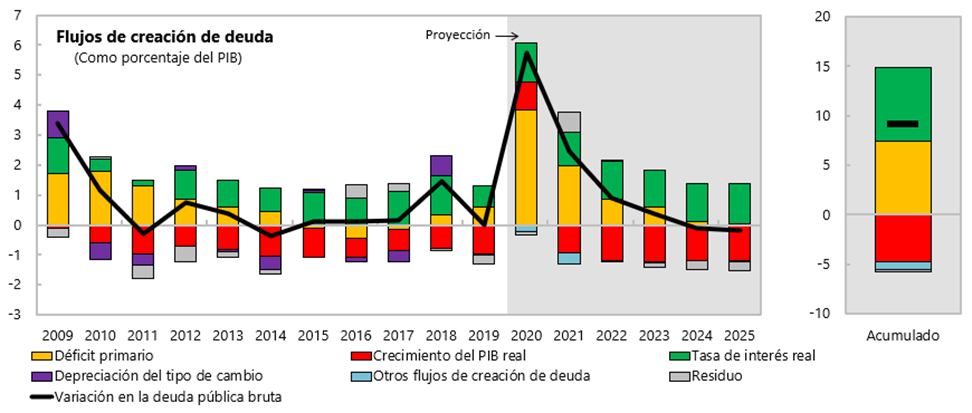 Flujos de creación de deuda
(Como porcentaje del PIB)
Proyección
7
6
5
4
3
2
1
0
-1
-2
-3
2009 2010 2011 2012 2013 2014 2015 2016 2017 2018 2019 2020 2021 2022 2023 2024 2025
20
15
10
5
0
-5
-10
Acumulado
Déficit primario
Crecimiento del PIB real
Tasa de interés real
Depreciación del tipo de cambio
Otros flujos de creación de deuda
Residuo
Variación en la deuda pública bruta